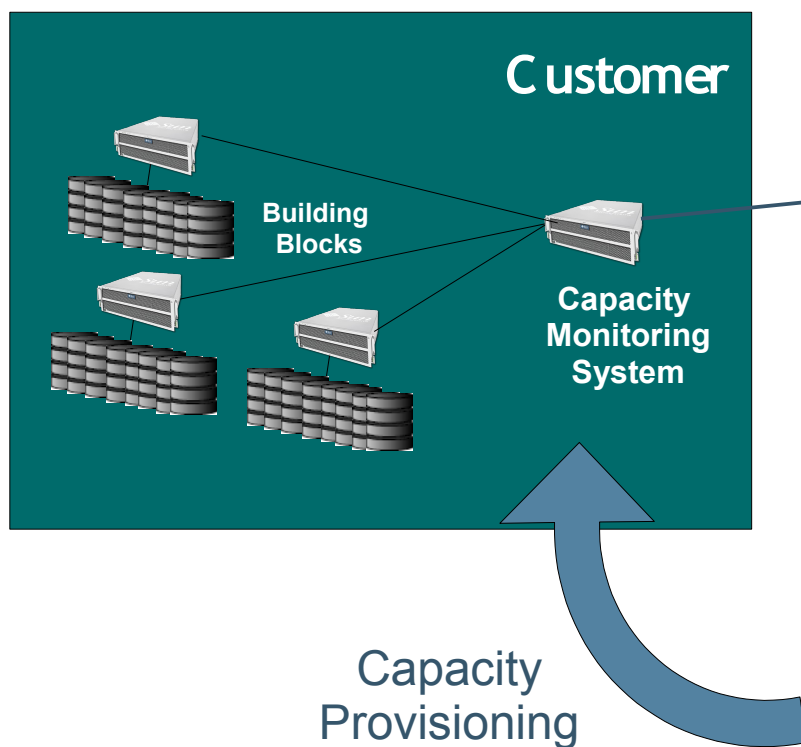 Customer
Building
Blocks
Capacity
Monitoring
System
Capacity
Provisioning